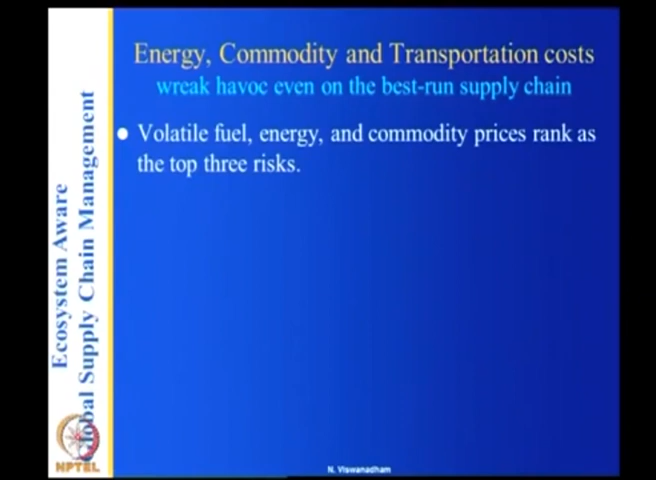 Energy, Commodity and Transportation costs
wreak havoc even on the best-run supply chain
● Volatile fuel, energy, and commodity prices rank as
the top three risks.
Ecosystem Aware
Global Supply Chain Management
NPTEL
N. Viswanadham